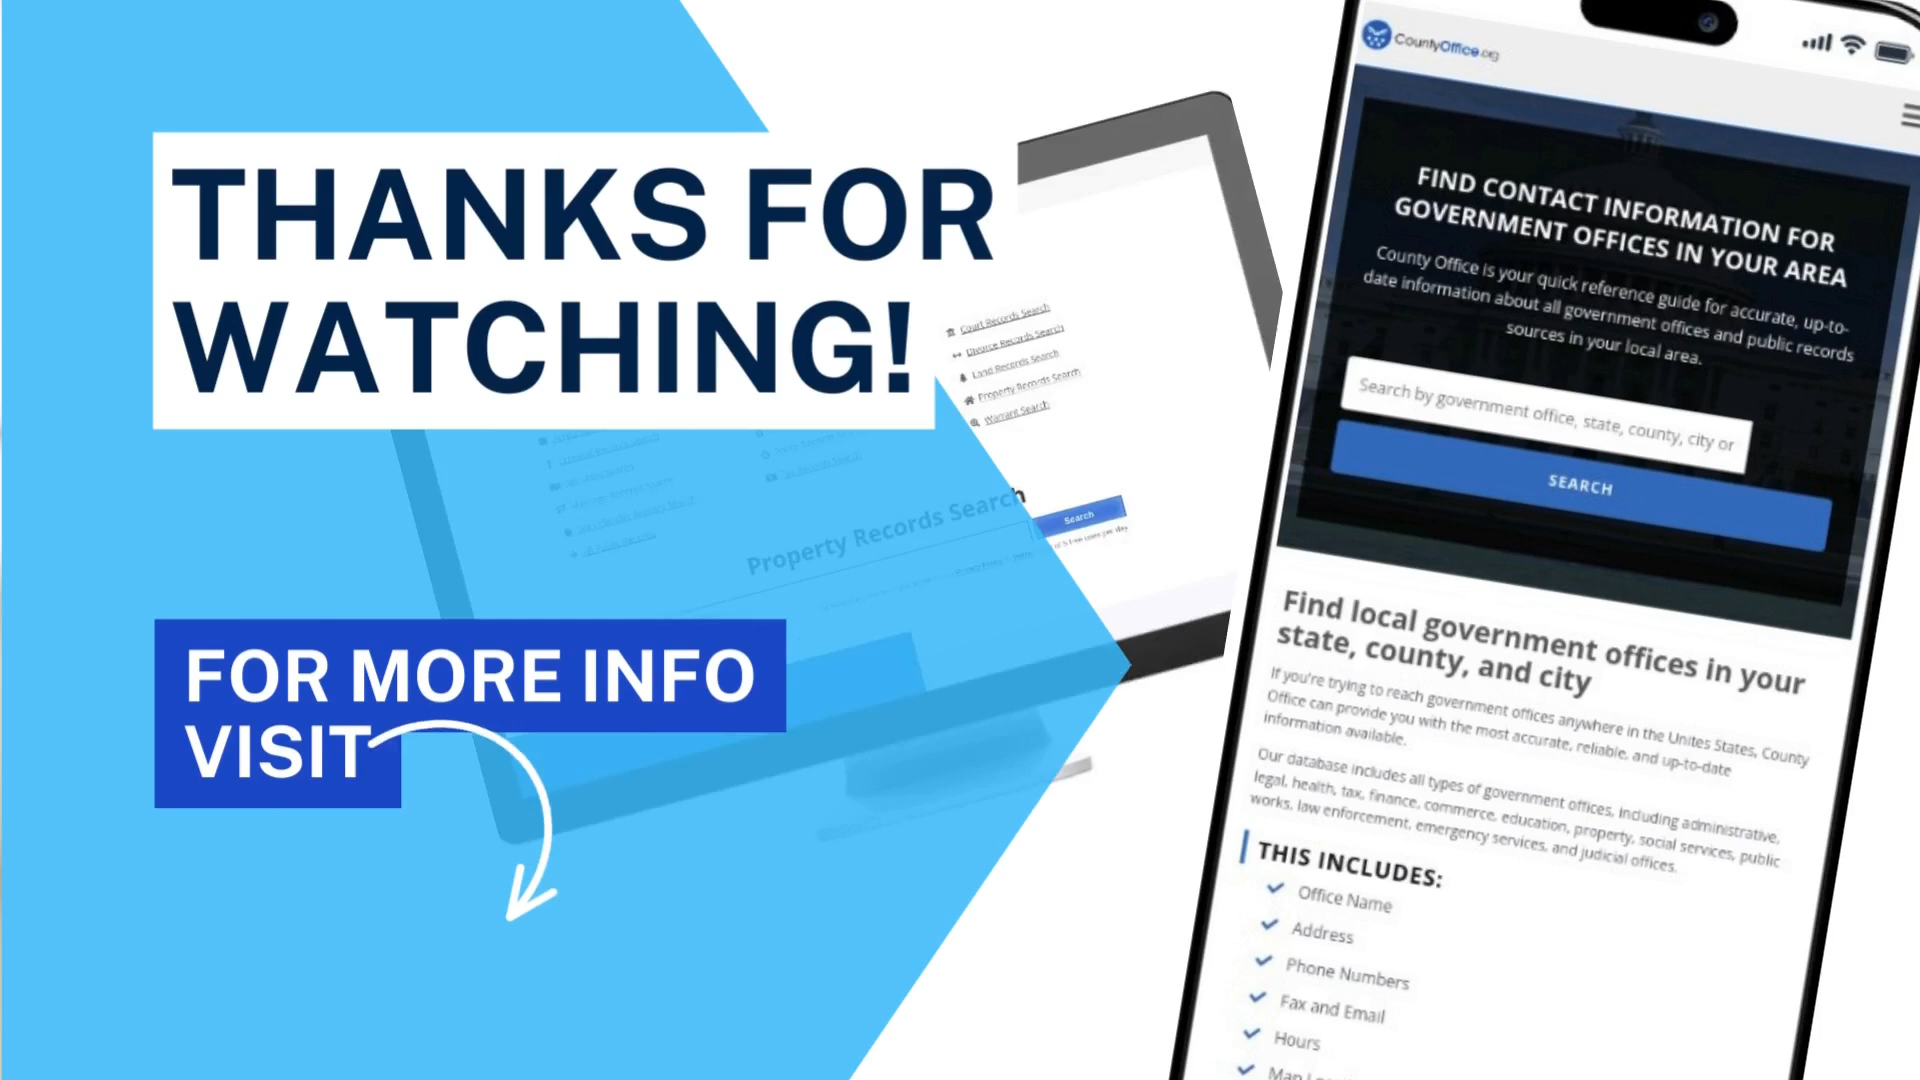 THANKS FOR
WATCHING!
FOR MORE INFO
VISIT
Court Records Search
Divorce Records Search
Land Records Search
Property Records Search
Warrant Search
Property Records Search
Search
CountyOffice.org
FIND CONTACT INFORMATION FOR
GOVERNMENT OFFICES IN YOUR AREA
County Office is your quick reference guide for accurate, up-to-
date information about all government offices and public records
sources in your local area.
Search by government office, state, county, city or
SEARCH
Find local government offices in your
state, county, and city
If you're trying to reach government offices anywhere in the Unites States, County
Office can provide you with the most accurate, reliable, and up-to-date
information available.
Our database includes all types of government offices, including administrative,
legal, health, tax, finance, commerce, education, property, social services, public
works, law enforcement, emergency services, and judicial offices.
THIS INCLUDES:
Office Name
Address
Phone Numbers
Fax and Email
Hours